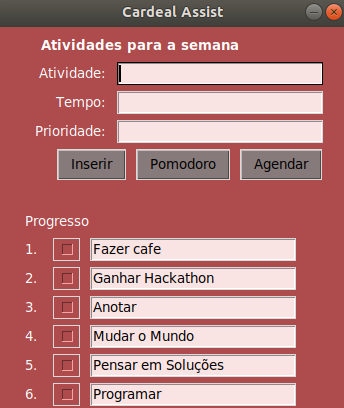 Cardeal Assist
Atividades para a semana
Atividade:
Tempo:
Prioridade:
Inserir Pomodoro Agendar
Progresso
1. Fazer cafe
2. Ganhar Hackathon
3. Anotar
4. Mudar o Mundo
5. Pensar em Soluções
6. Programar